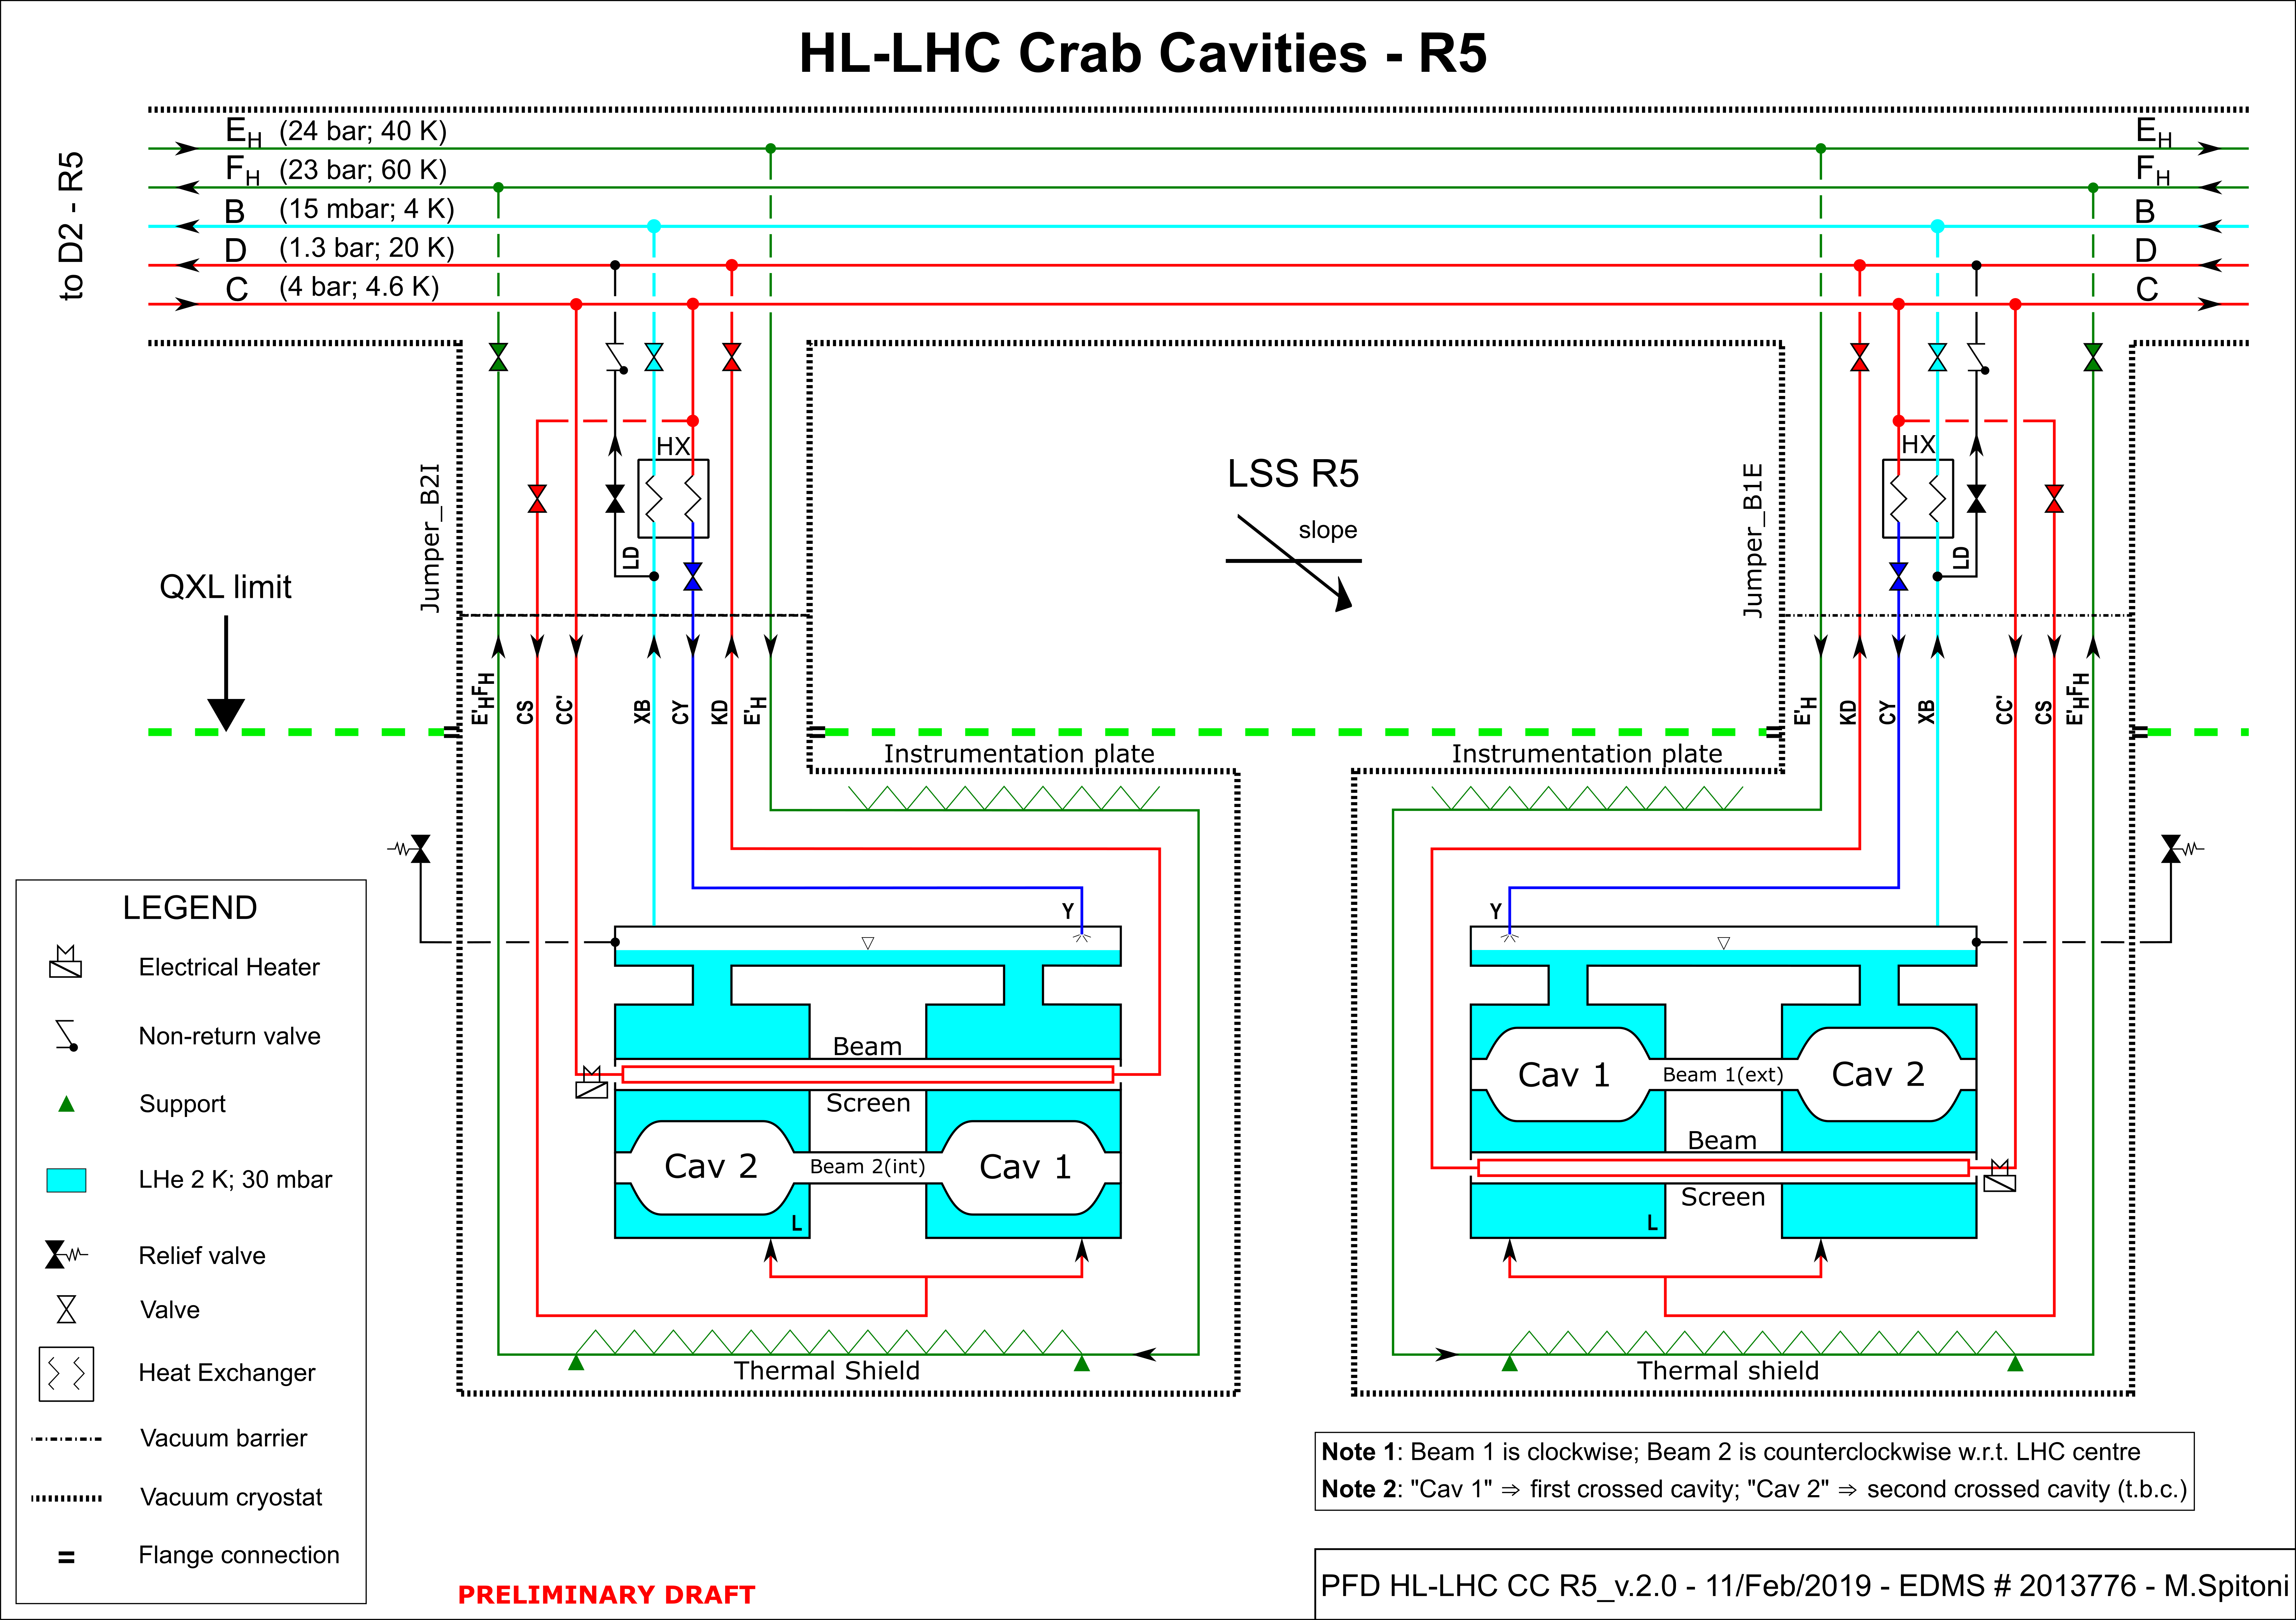 HL-LHC Crab Cavities - R5
to D2 - R5
EH (24 bar; 40 K)
EH
FH (23 bar; 60 K)
FH
B (15 mbar; 4 K)
B
D (1.3 bar; 20 K)
D
C (4 bar; 4.6 K)
C
HX
HX
Jumper_B2I
LD
LSS R5
slope
Jumper_B1E
LD
QXL limit
E'HFH
CS
CC'
XB
CY
KD
E'H
E'H
KD
CY
XB
CC'
CS
E'HFH
Instrumentation plate
Instrumentation plate
Y
Y
Beam
Screen
Cav 2
Beam 2(int)
Cav 1
L
Cav 1
Beam 1(ext)
Cav 2
Beam
Screen
L
Thermal Shield
Thermal shield
LEGEND
Electrical Heater
Non-return valve
Support
LHe 2 K; 30 mbar
Relief valve
Valve
Heat Exchanger
Vacuum barrier
Vacuum cryostat
Flange connection
Note 1: Beam 1 is clockwise; Beam 2 is counterclockwise w.r.t. LHC centre
Note 2: "Cav 1" ⇒ first crossed cavity; "Cav 2" ⇒ second crossed cavity (t.b.c.)
PRELIMINARY DRAFT
PFD HL-LHC CC R5_v.2.0 - 11/Feb/2019 - EDMS # 2013776 - M.Spitoni